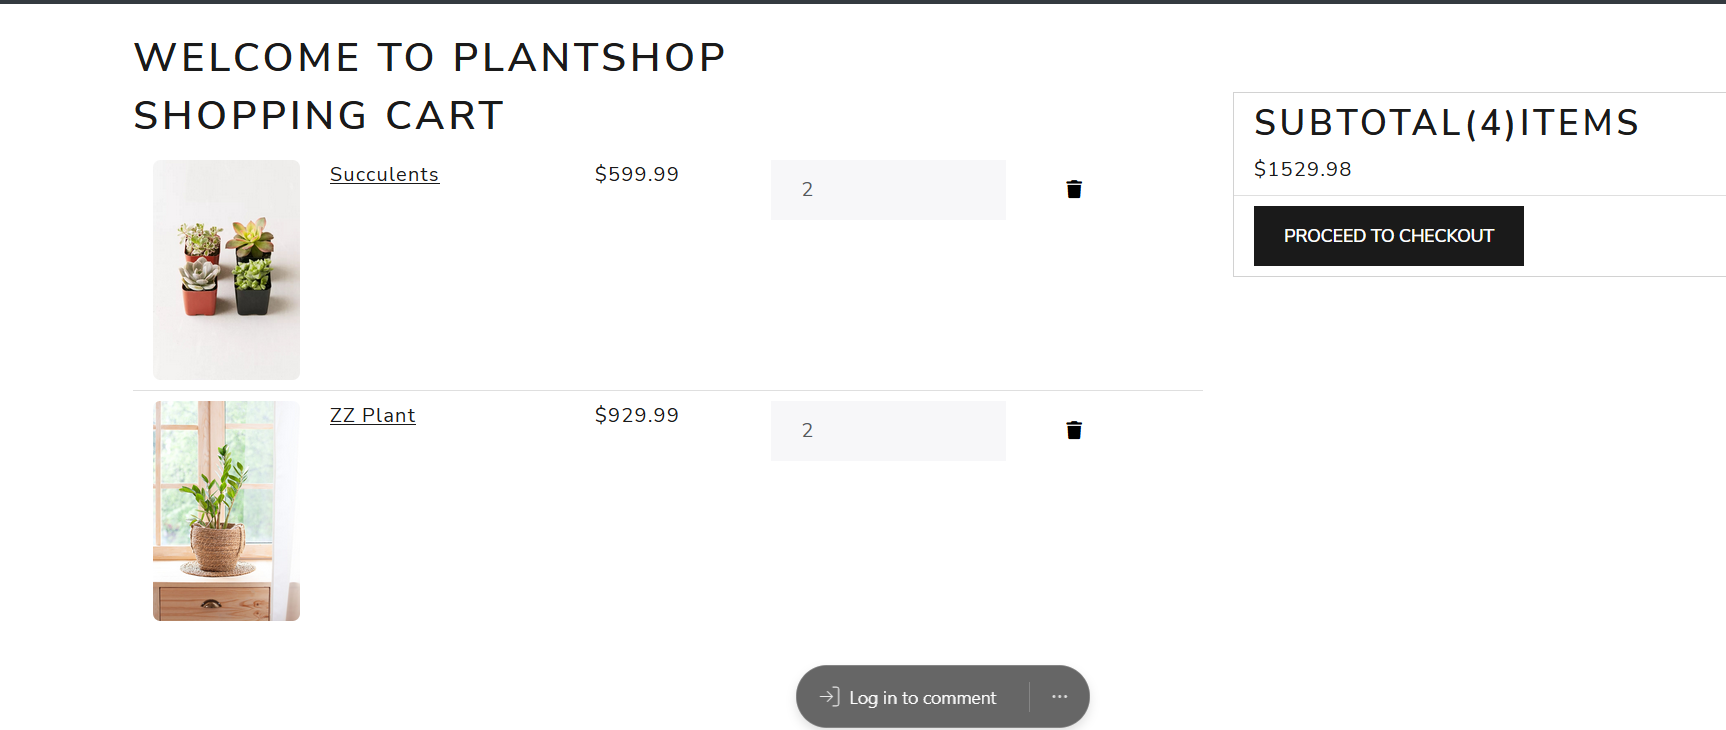 WELCOME TO PLANTSHOP
SHOPPING CART
Succulents $599.99 2
ZZ Plant $929.99 2
SUBTOTAL(4)ITEMS
$1529.98
PROCEED TO CHECKOUT
Log in to comment